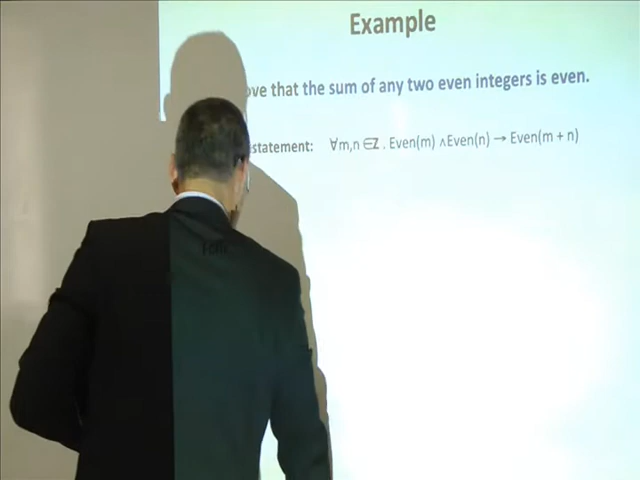 Example
ove that the sum of any two even integers is even.
statement: ∀m,n ∈Z . Even(m) ∧Even(n) → Even(m + n)